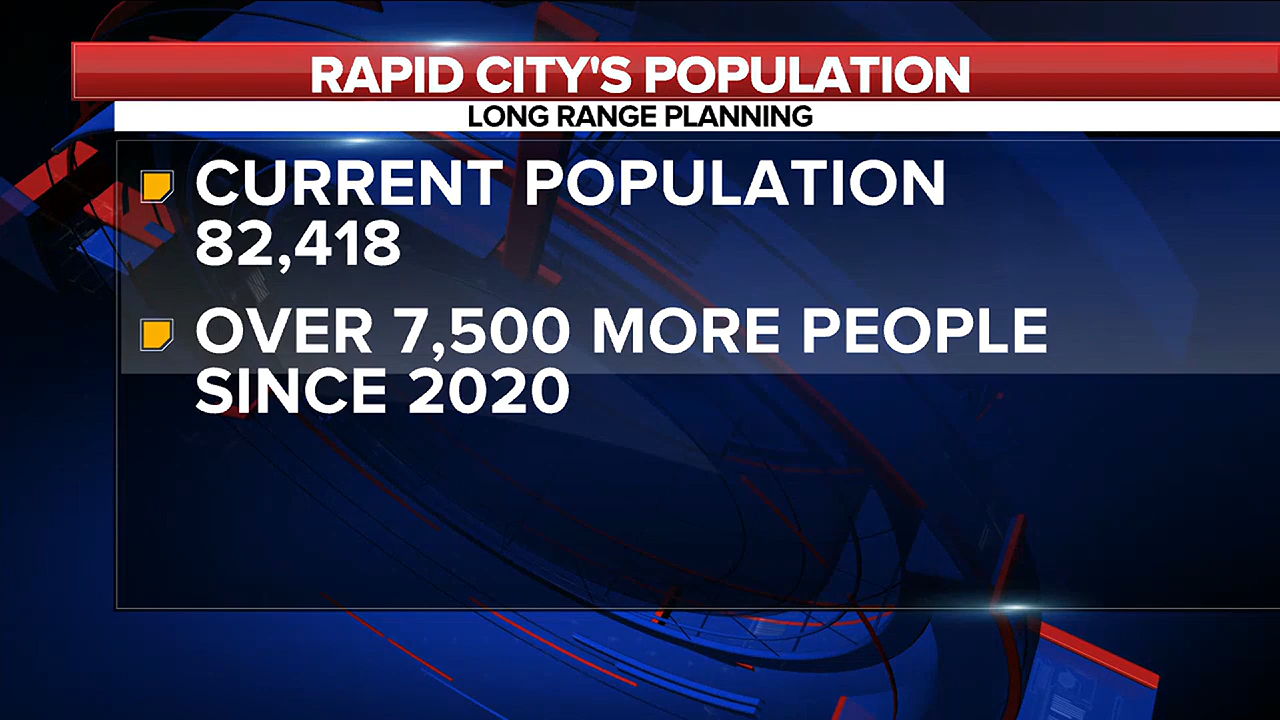 RAPID CITY'S POPULATION
LONG RANGE PLANNING
CURRENT POPULATION
82,418
OVER 7,500 MORE PEOPLE
SINCE 2020